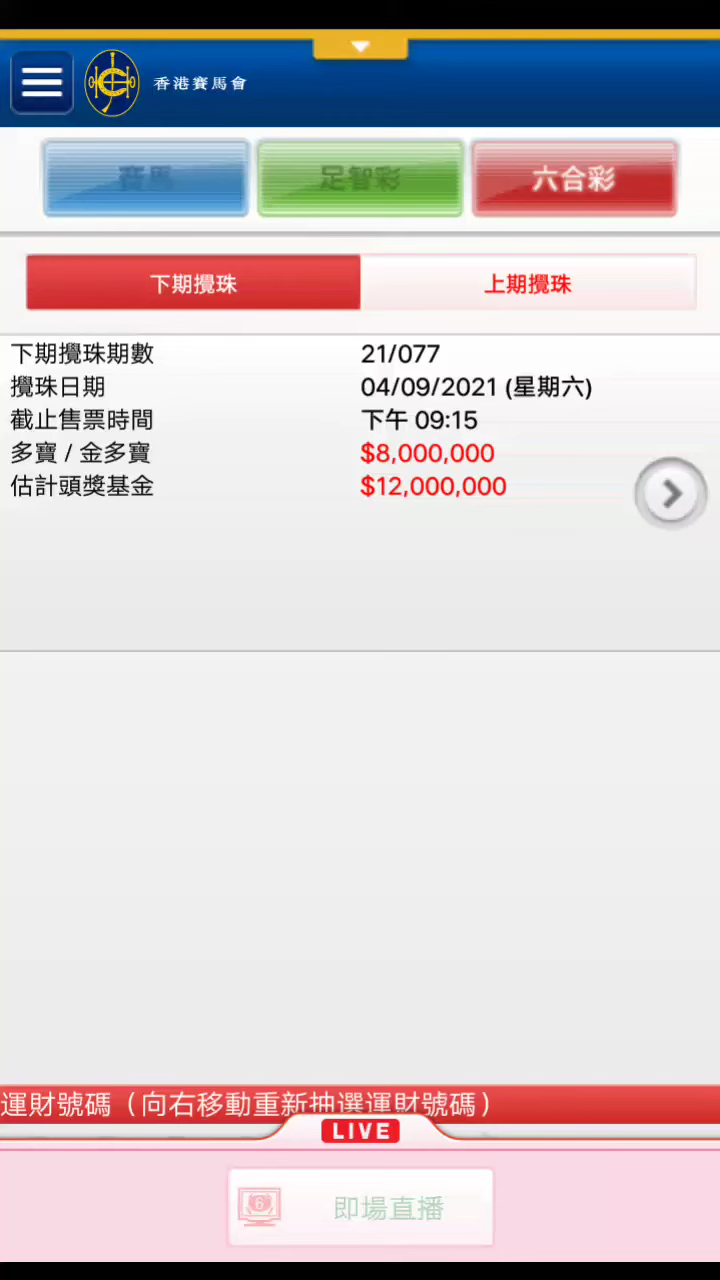 香港賽馬會
賽馬
足智彩
六合彩
下期攪珠
上期攪珠
下期攪珠期數 21/077
攪珠日期 04/09/2021 (星期六)
截止售票時間 下午 09:15
多寶 / 金多寶 $8,000,000
估計頭獎基金 $12,000,000
運財號碼（向右移動重新抽選運財號碼）
LIVE
6
即場直播